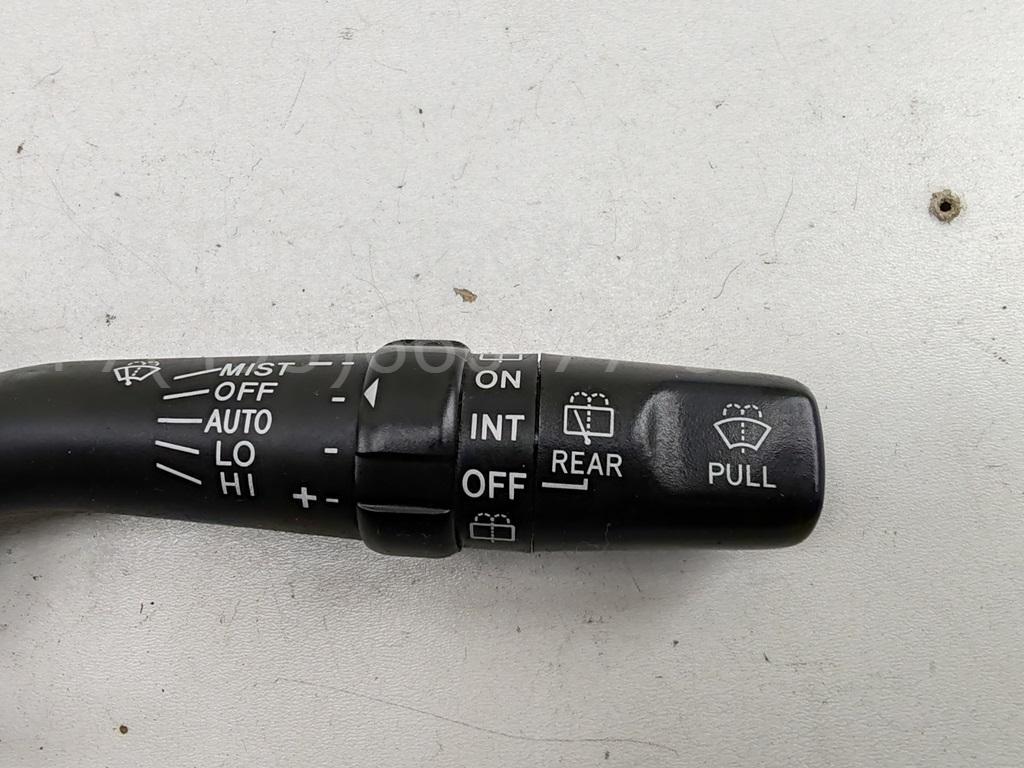 MIST
OFF
AUTO
LO
HI
-
-
+ -
ON
INT
OFF
REAR
PULL